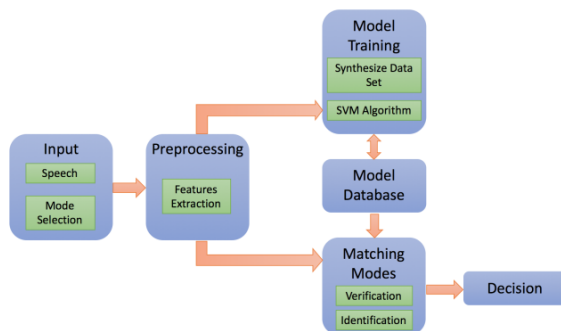 Input
Speech
Mode
Selection
Preprocessing
Features
Extraction
Model
Training
Synthesize Data
Set
SVM Algorithm
Model
Database
Matching
Modes
Verification
Identification
Decision